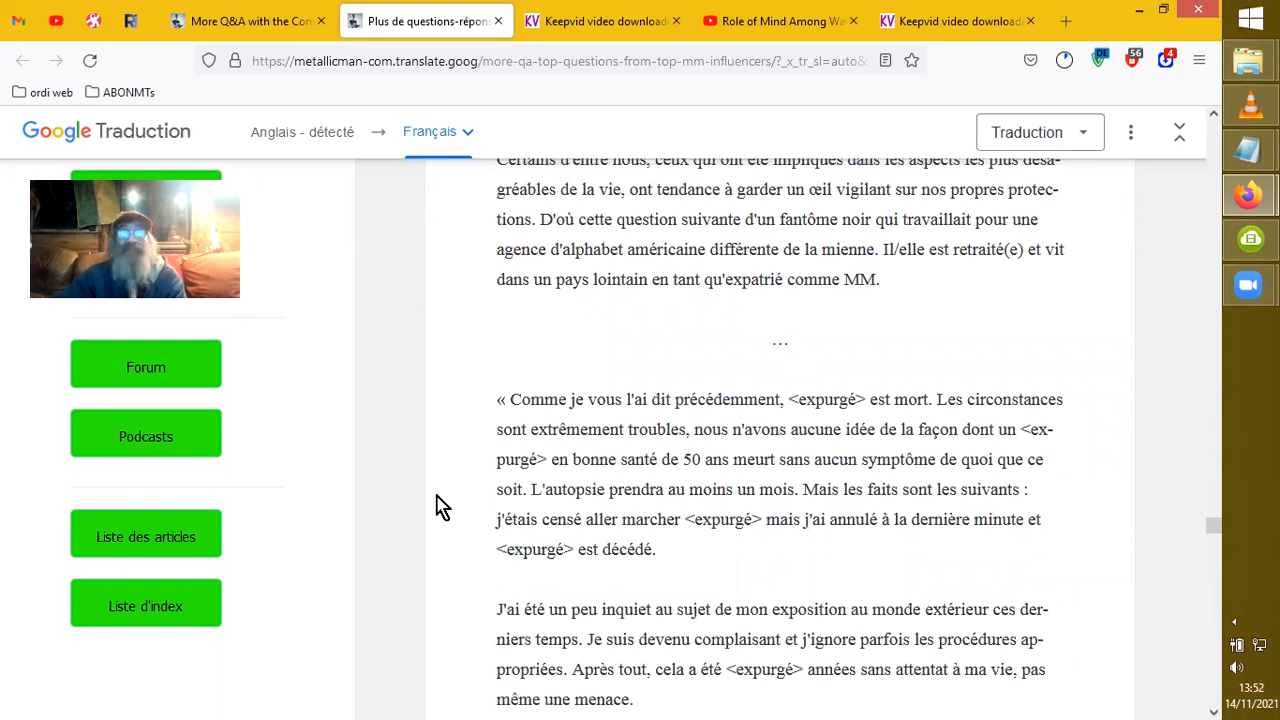 More Q&A with the Com
Plus de questions-répons
Keepvid video download
Role of Mind Among Wa
Keepvid video download
https://metallicman-com.translate.goog/more-qa-top-questions-from-top-mm-influencers/?_x_tr_sl=auto&
DE
56
4
ordi web
ABONMTs
Google Traduction
Anglais - détecté
Français
Traduction
Certains d'entre nous, ceux qui ont été impliqués dans les aspects les plus désa-
gréables de la vie, ont tendance à garder un œil vigilant sur nos propres protec-
tions. D'où cette question suivante d'un fantôme noir qui travaillait pour une
agence d'alphabet américaine différente de la mienne. Il/elle est retraité(e) et vit
dans un pays lointain en tant qu'expatrié comme MM.
…
« Comme je vous l'ai dit précédemment, <expurgé> est mort. Les circonstances
sont extrêmement troubles, nous n'avons aucune idée de la façon dont un <ex-
purgé> en bonne santé de 50 ans meurt sans aucun symptôme de quoi que ce
soit. L'autopsie prendra au moins un mois. Mais les faits sont les suivants :
j'étais censé aller marcher <expurgé> mais j'ai annulé à la dernière minute et
<expurgé> est décédé.
J'ai été un peu inquiet au sujet de mon exposition au monde extérieur ces der-
niers temps. Je suis devenu complaisant et j'ignore parfois les procédures ap-
propriées. Après tout, cela a été <expurgé> années sans attentat à ma vie, pas
même une menace.
Forum
Podcasts
Liste des articles
Liste d'index
13:52
14/11/2021